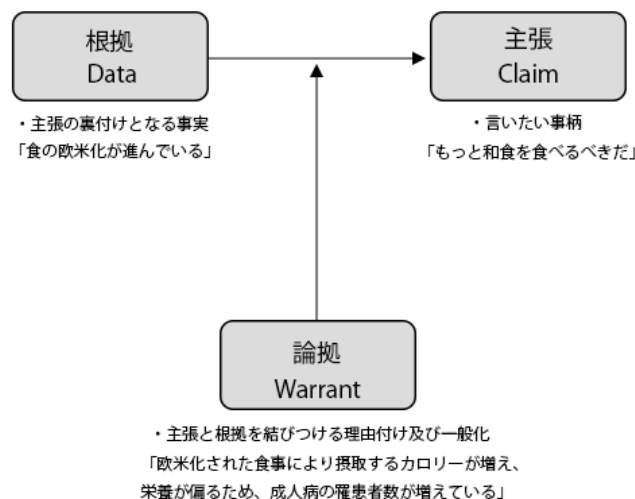 根拠
Data
主張
Claim
・主張の裏付けとなる事実
「食の欧米化が進んでいる」
・言いたい事柄
「もっと和食を食べるべきだ」
論拠
Warrant
・主張と根拠を結びつける理由付け及び一般化
「欧米化された食事により摂取するカロリーが増え、
栄養が偏るため、成人病の罹患者数が増えている」